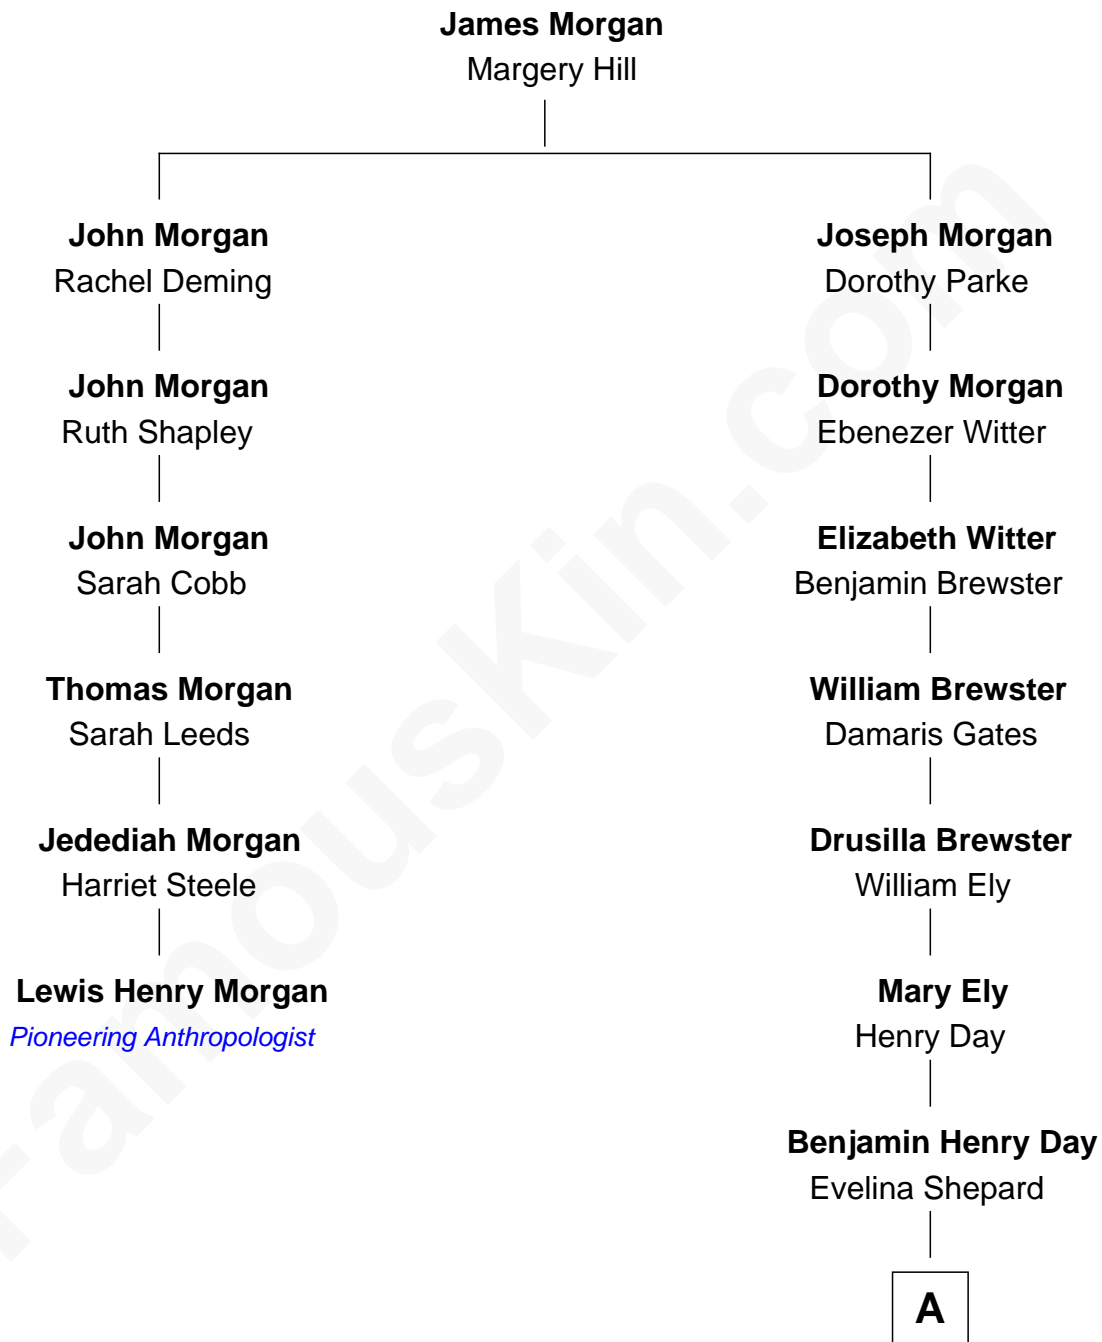 James Morgan
Margery Hill
John Morgan
Rachel Deming
Joseph Morgan
Dorothy Parke
John Morgan
Ruth Shapley
Dorothy Morgan
Ebenezer Witter
John Morgan
Sarah Cobb
Elizabeth Witter
Benjamin Brewster
Thomas Morgan
Sarah Leeds
William Brewster
Damaris Gates
Jedediah Morgan
Harriet Steele
Drusilla Brewster
William Ely
Lewis Henry Morgan
Pioneering Anthropologist
Mary Ely
Henry Day
Benjamin Henry Day
Evelina Shepard
A
FamousKin.com